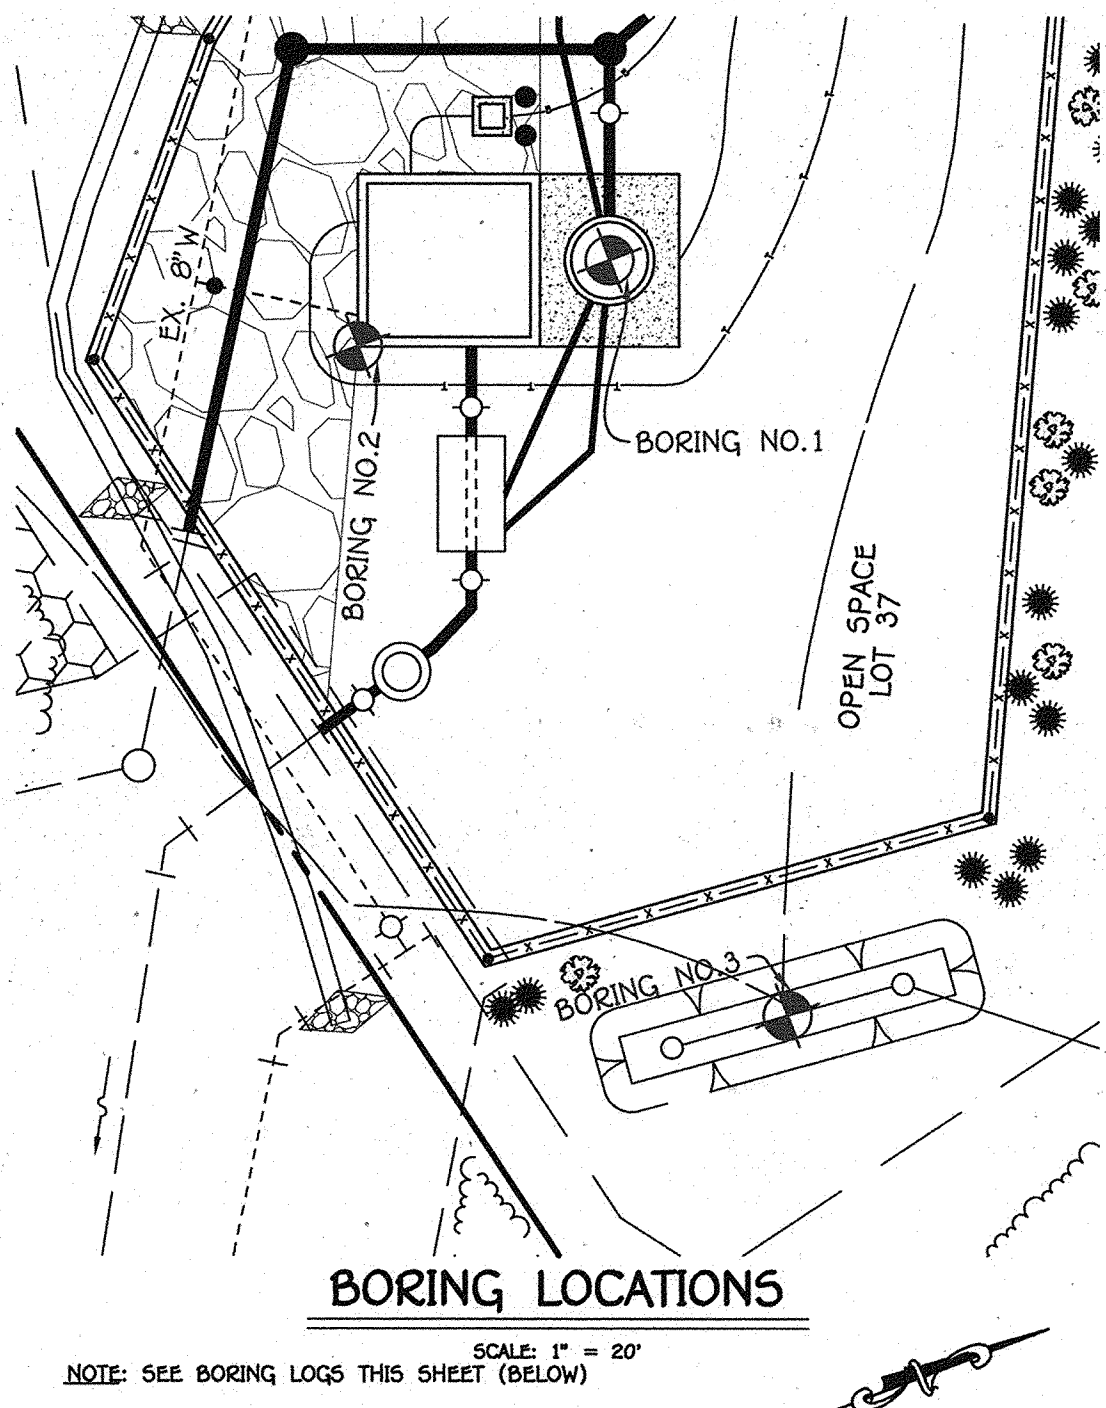 EX. 8"W
BORING NO.1
BORING NO.2
OPEN SPACE
LOT 37
BORING NO.3
BORING LOCATIONS
SCALE: 1" = 20'
NOTE: SEE BORING LOGS THIS SHEET (BELOW)